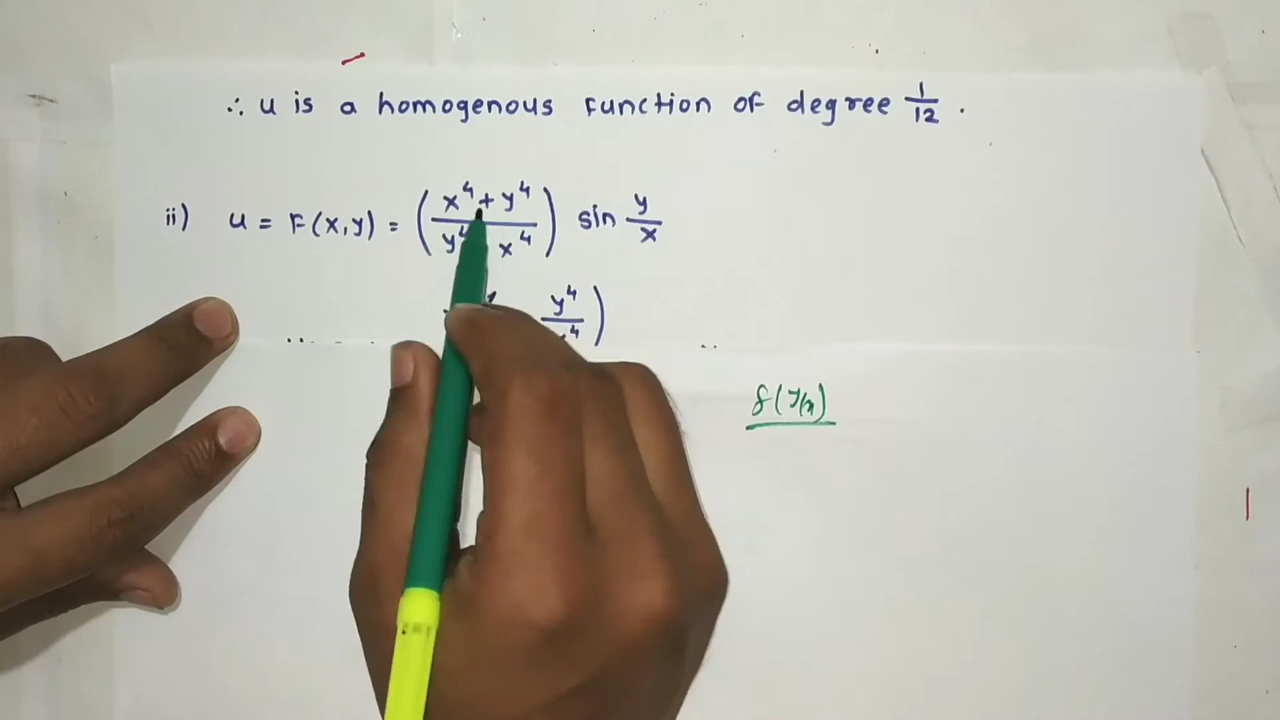 ∴ u is a homogenous function of degree 1/12 .
ii) u = F(x,y) = (x⁴ + y⁴ / y⁴ x⁴) sin y/x
y⁴ )
f(y/x)